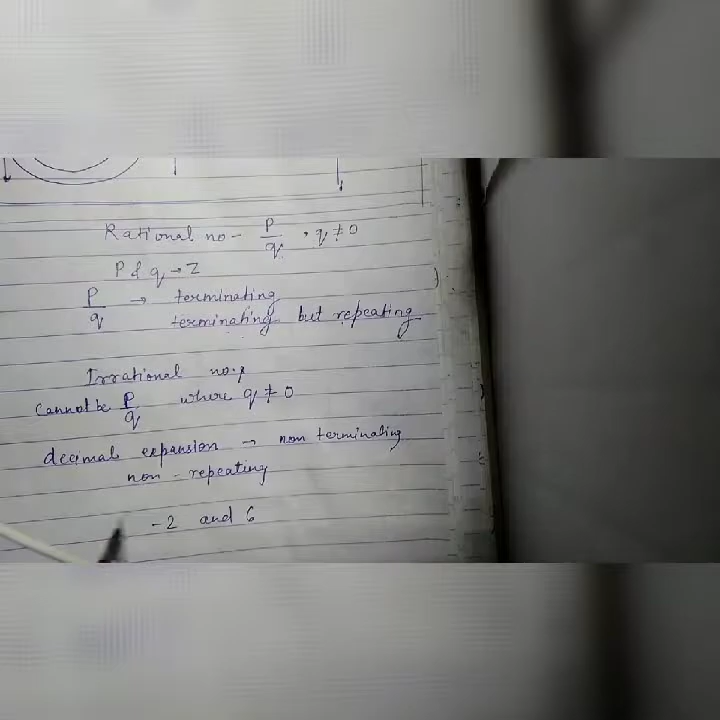 Rational no - P/q , q ≠ 0
P & q → Z
P/q → terminating
terminating but repeating
Irrational no.
Cannot be P/q where q ≠ 0
decimal expansion → non terminating
non - repeating
-2 and 6